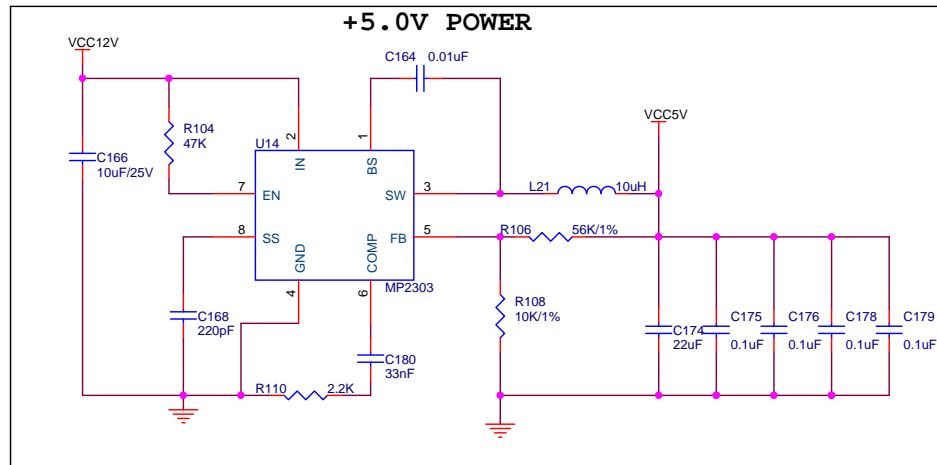 +5.0V POWER
VCC12V
C164 0.01uF
VCC5V
R104
47K
U14
2
1
IN
BS
C166
10uF/25V
7
EN
SW
3
L21
10uH
8
SS
GND
COMP
FB
5
R106
56K/1%
4
6
MP2303
R108
10K/1%
C168
220pF
C174
22uF
C175
0.1uF
C176
0.1uF
C178
0.1uF
C179
0.1uF
C180
33nF
R110
2.2K